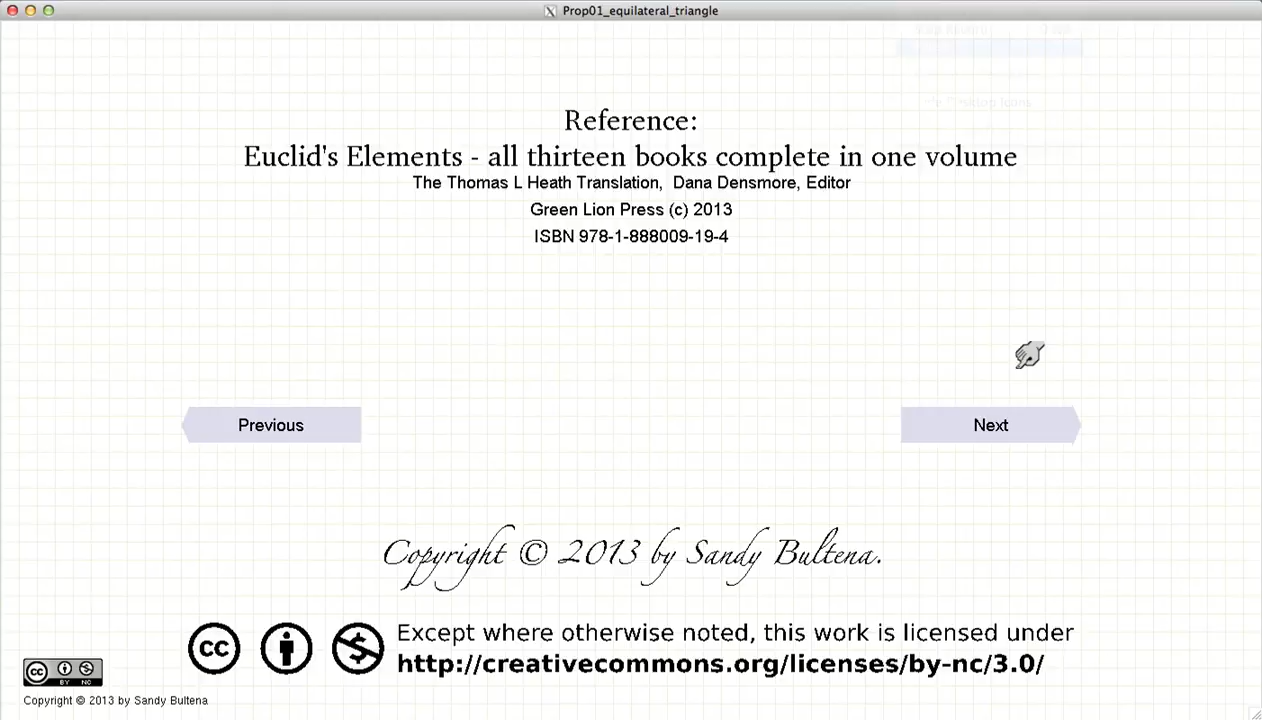 Prop01_equilateral_triangle
Reference:
Euclid's Elements - all thirteen books complete in one volume
The Thomas L Heath Translation, Dana Densmore, Editor
Green Lion Press (c) 2013
ISBN 978-1-888009-19-4
Previous
Next
Copyright © 2013 by Sandy Bultena.
Except where otherwise noted, this work is licensed under
http://creativecommons.org/licenses/by-nc/3.0/
cc
BY NC
Copyright © 2013 by Sandy Bultena